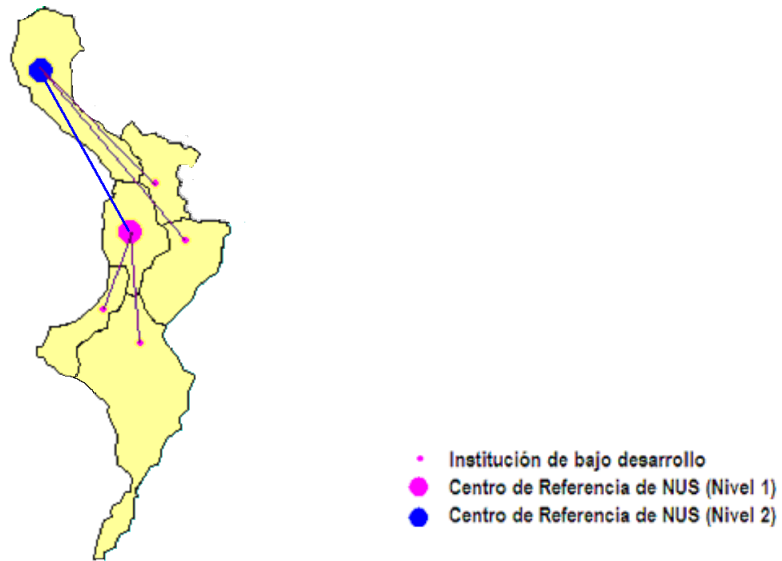 Institución de bajo desarrollo
Centro de Referencia de NUS (Nivel 1)
Centro de Referencia de NUS (Nivel 2)